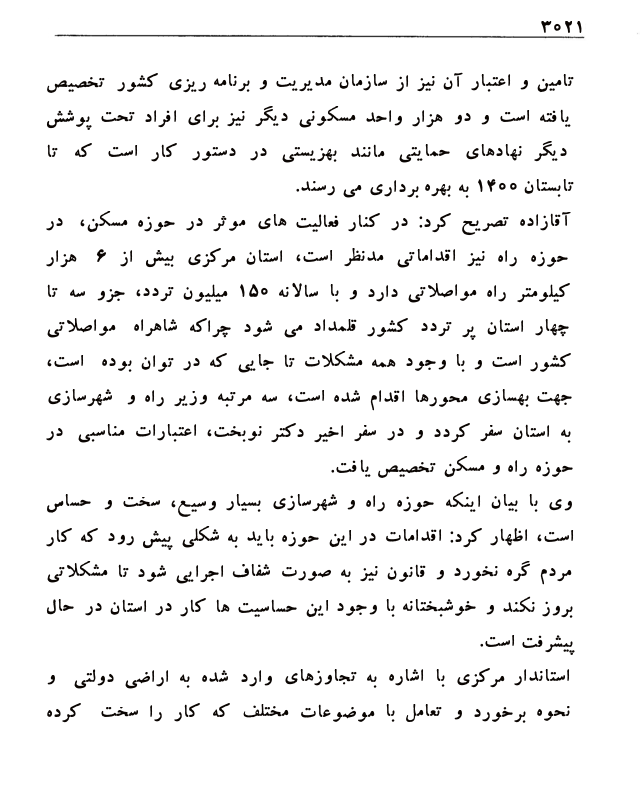 ۳۰۲۱
تامین و اعتبار آن نیز از سازمان مدیریت و برنامه ریزی کشور تخصیص
یافته است و دو هزار واحد مسکونی دیگر نیز برای افراد تحت پوشش
دیگر نهادهای حمایتی مانند بهزیستی در دستور کار است که تا
تابستان ۱۴۰۰ به بهره برداری می رسند.
آقازاده تصریح کرد: در کنار فعالیت های موثر در حوزه مسکن، در
حوزه راه نیز اقداماتی مدنظر است، استان مرکزی بیش از ۶ هزار
کیلومتر راه مواصلاتی دارد و با سالانه ۱۵۰ میلیون تردد، جزو سه تا
چهار استان پر تردد کشور قلمداد می شود چراکه شاهراه مواصلاتی
کشور است و با وجود همه مشکلات تا جایی که در توان بوده است،
جهت بهسازی محورها اقدام شده است، سه مرتبه وزیر راه و شهرسازی
به استان سفر کردد و در سفر اخیر دکتر نوبخت، اعتبارات مناسبی در
حوزه راه و مسکن تخصیص یافت.
وی با بیان اینکه حوزه راه و شهرسازی بسیار وسیع، سخت و حساس
است، اظهار کرد: اقدامات در این حوزه باید به شکلی پیش رود که کار
مردم گره نخورد و قانون نیز به صورت شفاف اجرایی شود تا مشکلاتی
بروز نکند و خوشبختانه با وجود این حساسیت ها کار در استان در حال
پیشرفت است.
استاندار مرکزی با اشاره به تجاوزهای وارد شده به اراضی دولتی و
نحوه برخورد و تعامل با موضوعات مختلف که کار را سخت کرده